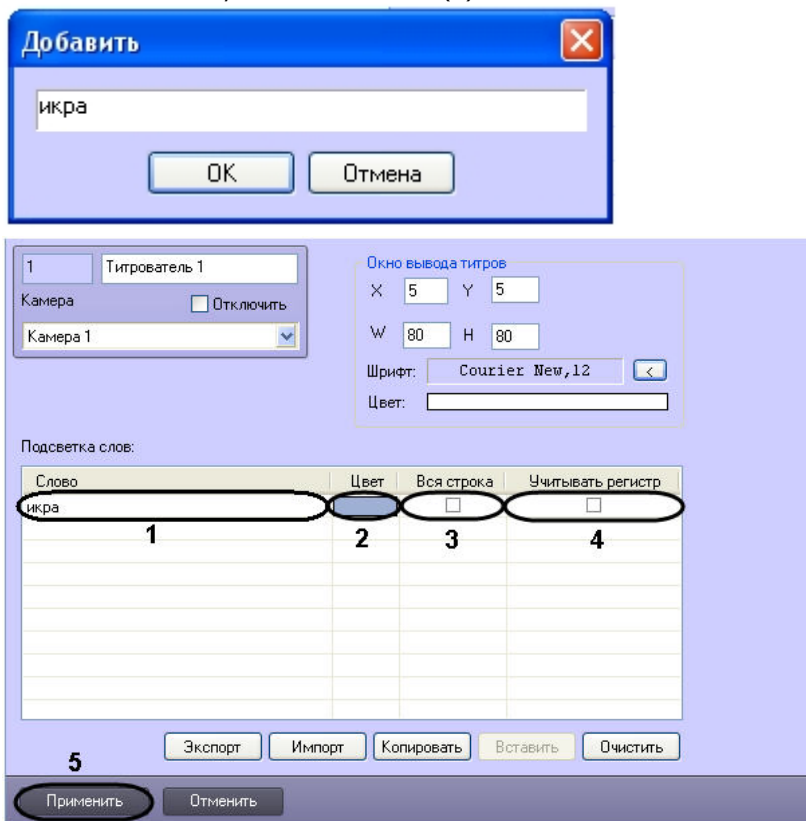 Добавить
икра
OK Отмена
1 Титрователь 1
Камера Отключить
Камера 1
Окно вывода титров
X 5 Y 5
W 80 H 80
Шрифт: Courier New,12 <
Цвет:
Подсветка слов:
Слово Цвет Вся строка Учитывать регистр
икра
1 2 3 4
Экспорт Импорт Копировать Вставить Очистить
5
Применить Отменить